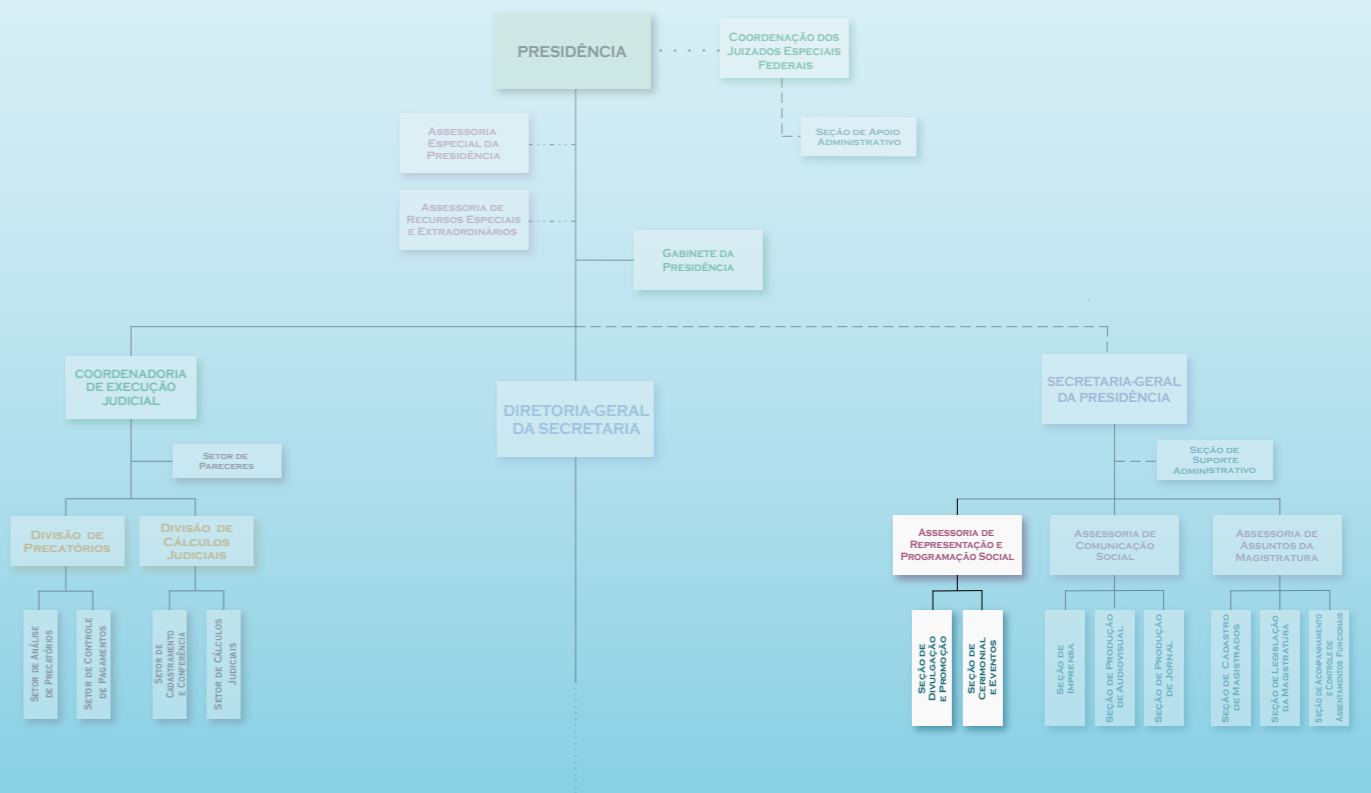 PRESIDÊNCIA
COORDENAÇÃO DOS
JUIZADOS ESPECIAIS
FEDERAIS
SEÇÃO DE APOIO
ADMINISTRATIVO
ASSESSORIA
ESPECIAL DA
PRESIDÊNCIA
ASSESSORIA DE
RECURSOS ESPECIAIS
E EXTRAORDINÁRIOS
GABINETE DA
PRESIDÊNCIA
COORDENADORIA
DE EXECUÇÃO
JUDICIAL
DIRETORIA-GERAL
DA SECRETARIA
SECRETARIA-GERAL
DA PRESIDÊNCIA
SETOR DE
PARECERES
SEÇÃO DE
SUPORTE
ADMINISTRATIVO
DIVISÃO DE
PRECATÓRIOS
DIVISÃO DE
CÁLCULOS
JUDICIAIS
ASSESSORIA DE
REPRESENTAÇÃO E
PROGRAMAÇÃO SOCIAL
ASSESSORIA DE
COMUNICAÇÃO
SOCIAL
ASSESSORIA DE
ASSUNTOS DA
MAGISTRATURA
SETOR DE ANÁLISE
DE PRECATÓRIOS
SETOR DE CONTROLE
DE PAGAMENTOS
SETOR DE
CADASTRAMENTO
E CONFERÊNCIA
SETOR DE CÁLCULOS
JUDICIAIS
SEÇÃO DE
DIVULGAÇÃO
E PROMOÇÃO
SEÇÃO DE
CERIMONIAL
E EVENTOS
SEÇÃO DE
IMPRENSA
SEÇÃO DE PRODUÇÃO
DE AUDIOVISUAL
SEÇÃO DE PRODUÇÃO
DE JORNAL
SEÇÃO DE CADASTRO
DE MAGISTRADOS
SEÇÃO DE LEGISLAÇÃO
DA MAGISTRATURA
SEÇÃO DE ACOMPANHAMENTO
E CONTROLE DE
ASSENTAMENTOS FUNCIONAIS